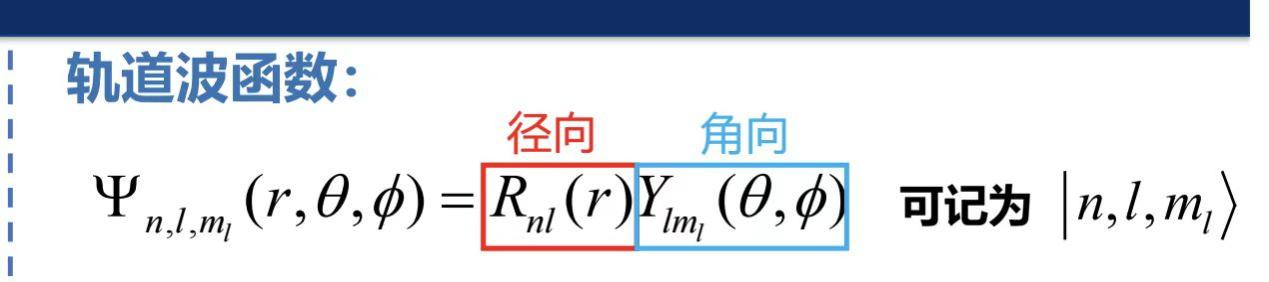 轨道波函数：
径向 角向
Ψ_{n,l,m_l}(r,θ,ϕ) = R_{nl}(r)Y_{lm_l}(θ,ϕ) 可记为 |n,l,m_l⟩